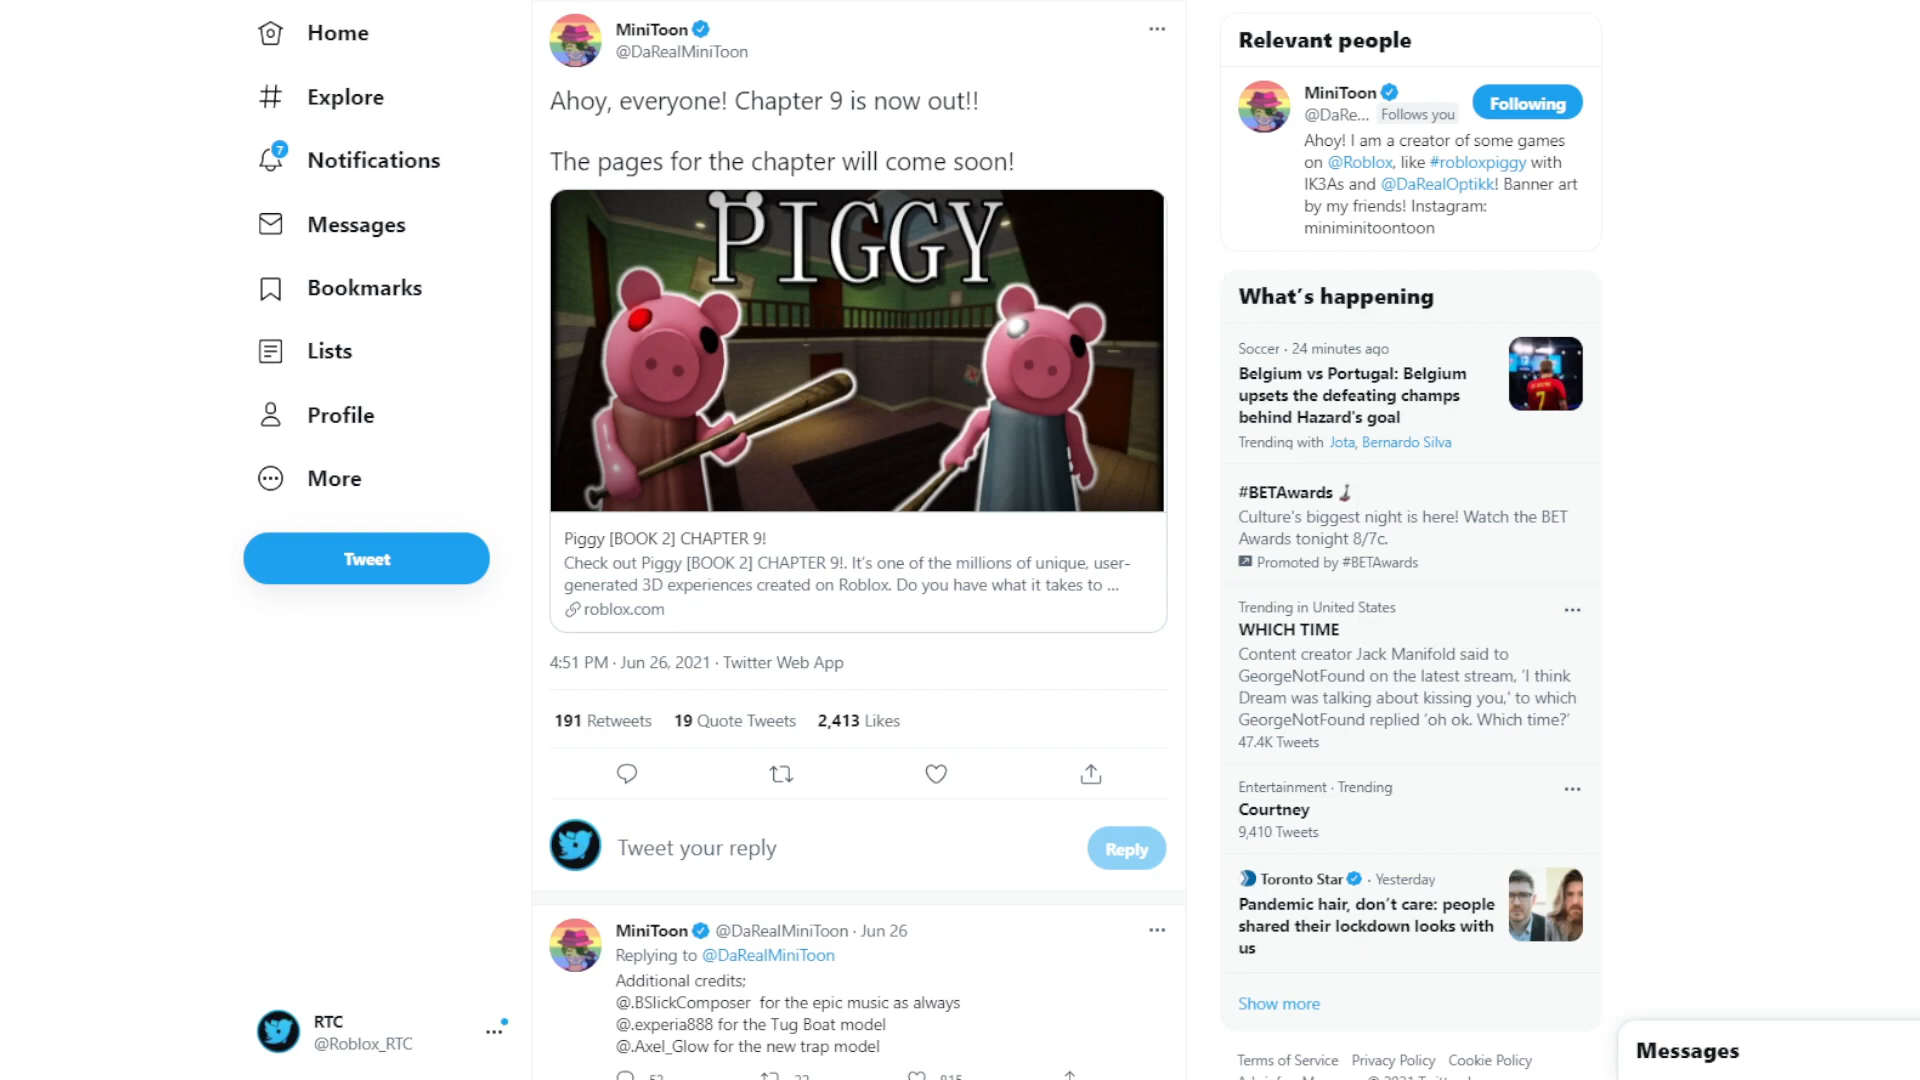 Home
Explore
7
Notifications
Messages
Bookmarks
Lists
Profile
More
Tweet
RTC
@Roblox_RTC
MiniToon
@DaRealMiniToon
Ahoy, everyone! Chapter 9 is now out!!
The pages for the chapter will come soon!
PIGGY
Piggy [BOOK 2] CHAPTER 9!
Check out Piggy [BOOK 2] CHAPTER 9!. It's one of the millions of unique, user-
generated 3D experiences created on Roblox. Do you have what it takes to ...
roblox.com
4:51 PM · Jun 26, 2021 · Twitter Web App
191 Retweets 19 Quote Tweets 2,413 Likes
Tweet your reply
Reply
MiniToon @DaRealMiniToon · Jun 26
Replying to @DaRealMiniToon
Additional credits;
@.BSlickComposer for the epic music as always
@.experia888 for the Tug Boat model
@.Axel_Glow for the new trap model
Relevant people
MiniToon
@DaRe... Follows you
Following
Ahoy! I am a creator of some games
on @Roblox, like #robloxpiggy with
IK3As and @DaRealOptikk! Banner art
by my friends! Instagram:
miniminitoontoon
What's happening
Soccer · 24 minutes ago
Belgium vs Portugal: Belgium
upsets the defeating champs
behind Hazard's goal
Trending with Jota, Bernardo Silva
7
#BETAwards
Culture's biggest night is here! Watch the BET
Awards tonight 8/7c.
Promoted by #BETAwards
Trending in United States
WHICH TIME
Content creator Jack Manifold said to
GeorgeNotFound on the latest stream, 'I think
Dream was talking about kissing you,' to which
GeorgeNotFound replied 'oh ok. Which time?'
47.4K Tweets
Entertainment · Trending
Courtney
9,410 Tweets
Toronto Star · Yesterday
Pandemic hair, don't care: people
shared their lockdown looks with
us
Show more
Terms of Service Privacy Policy Cookie Policy
Messages